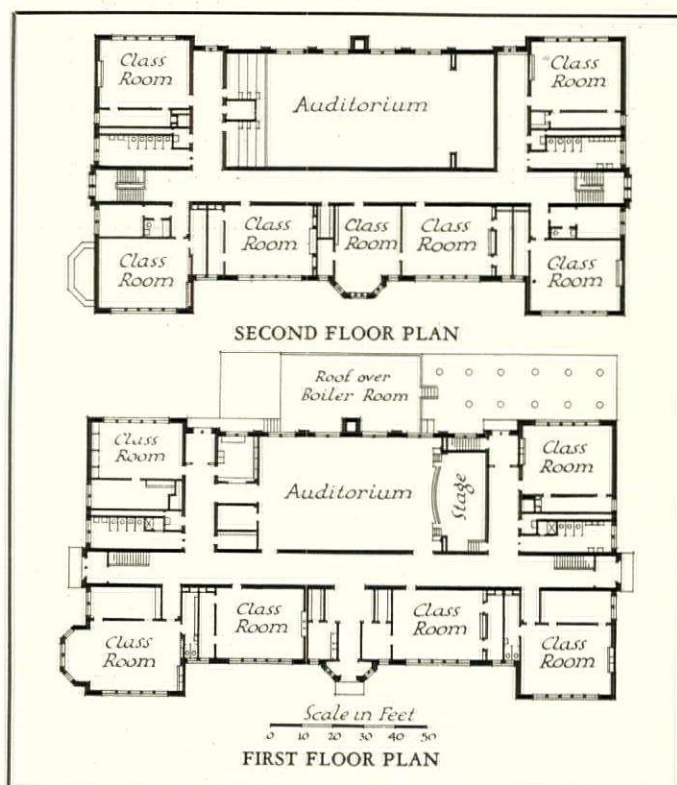 Class
Room
Auditorium
Class
Room
Class
Room
Class
Room
Class
Room
Class
Room
Class
Room
SECOND FLOOR PLAN
Roof over
Boiler Room
Class
Room
Auditorium
Stage
Class
Room
Class
Room
Class
Room
Class
Room
Class
Room
Scale in Feet
0 10 20 30 40 50
FIRST FLOOR PLAN